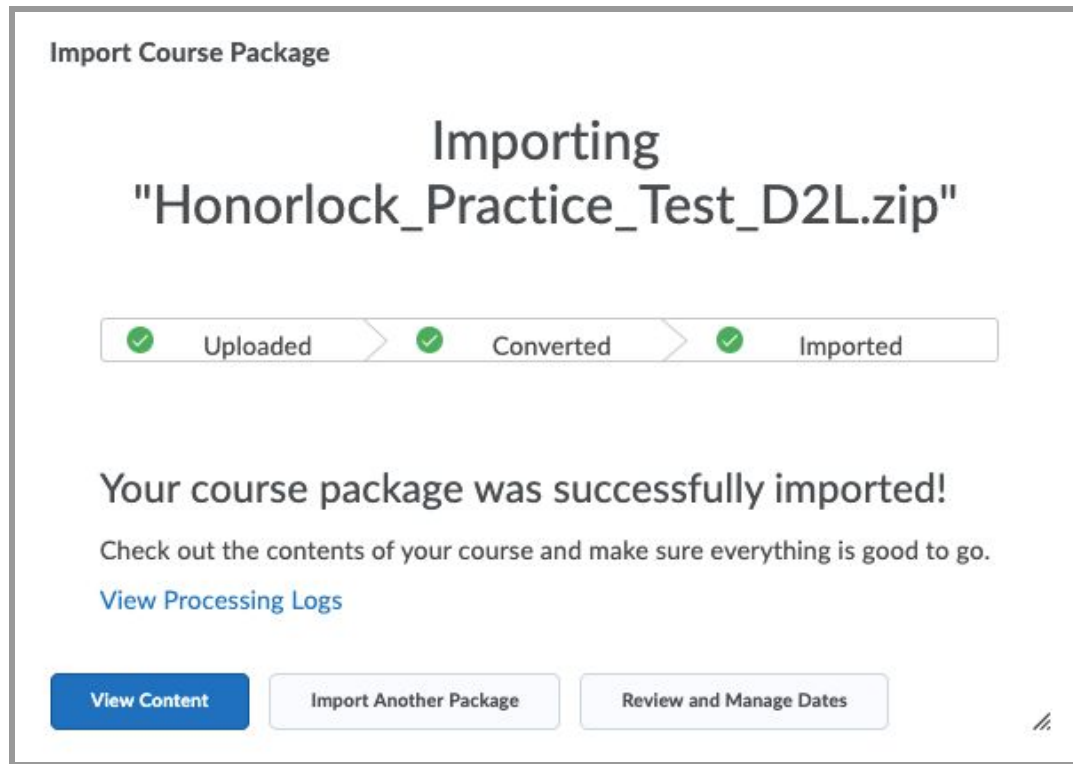 Import Course Package
Importing
"Honorlock_Practice_Test_D2L.zip"
Uploaded Converted Imported
Your course package was successfully imported!
Check out the contents of your course and make sure everything is good to go.
View Processing Logs
View Content Import Another Package Review and Manage Dates